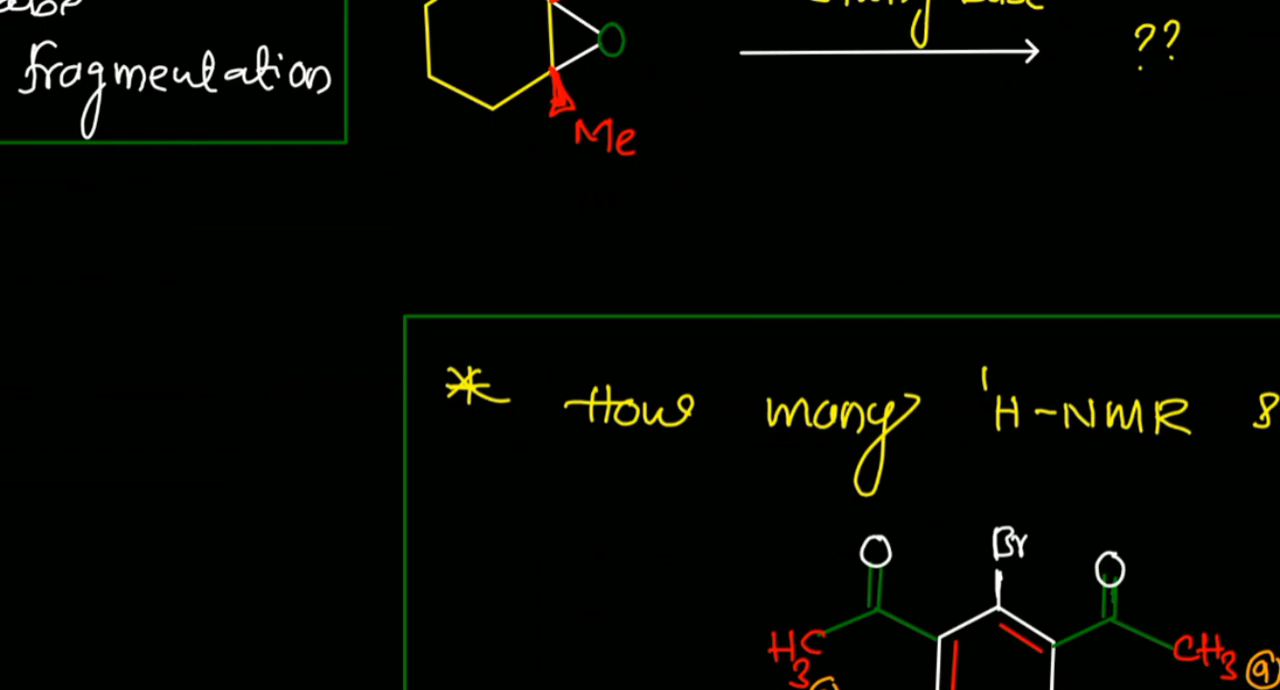 fragmentation
O
??
Me
* How many ¹H-NMR
O Br O
H3C CH3 a